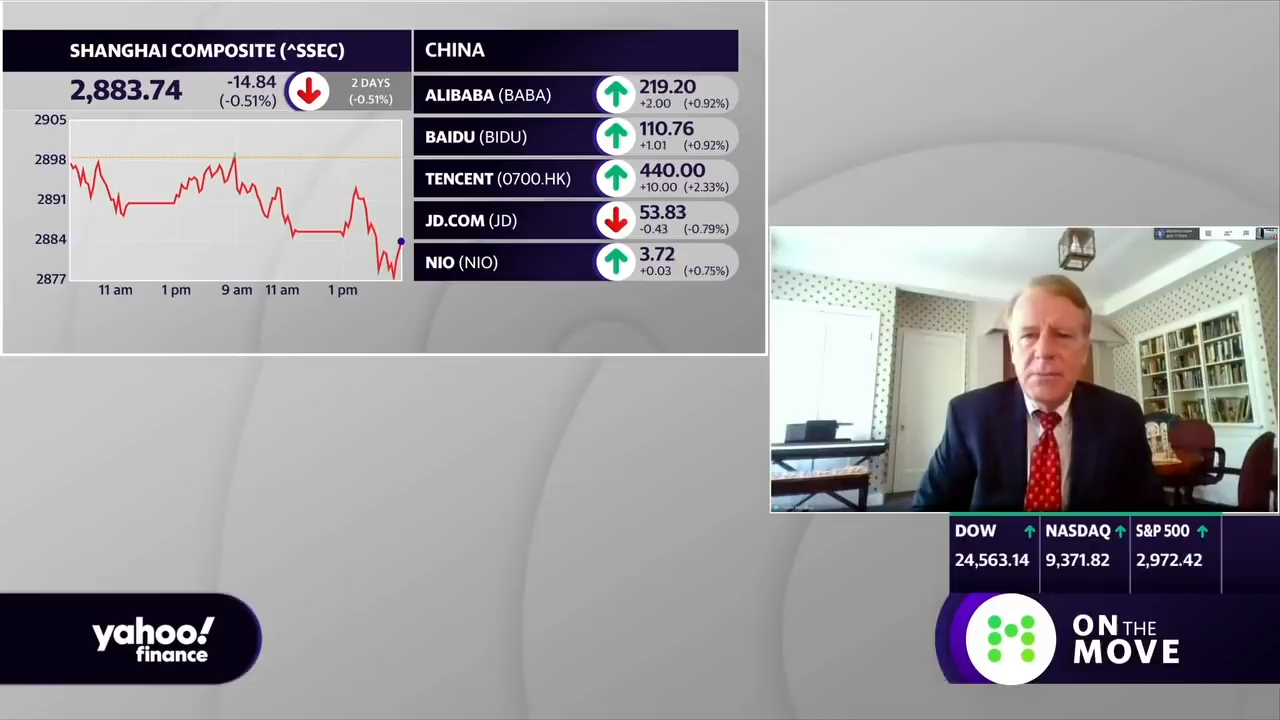 SHANGHAI COMPOSITE (^SSEC)
2,883.74
-14.84
(-0.51%)
2 DAYS
(-0.51%)
2905
2898
2891
2884
2877
11 am
1 pm
9 am
11 am
1 pm
CHINA
ALIBABA (BABA)
219.20
+2.00 (+0.92%)
BAIDU (BIDU)
110.76
+1.01 (+0.92%)
TENCENT (0700.HK)
440.00
+10.00 (+2.33%)
JD.COM (JD)
53.83
-0.43 (-0.79%)
NIO (NIO)
3.72
+0.03 (+0.75%)
DOW
24,563.14
NASDAQ
9,371.82
S&P 500
2,972.42
yahoo!
finance
ON THE
MOVE